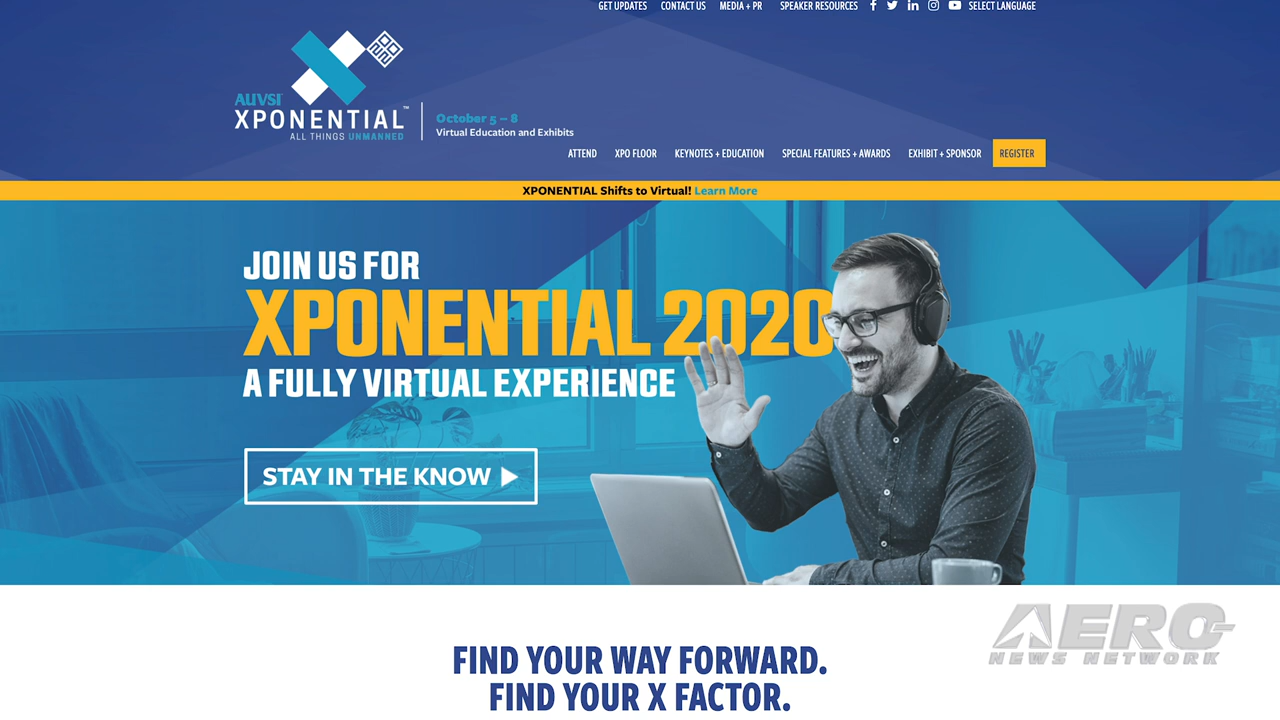 GET UPDATES CONTACT US MEDIA + PR SPEAKER RESOURCES SELECT LANGUAGE
AUVSI
XPONENTIAL™
ALL THINGS UNMANNED
October 5 – 8
Virtual Education and Exhibits
ATTEND XPO FLOOR KEYNOTES + EDUCATION SPECIAL FEATURES + AWARDS EXHIBIT + SPONSOR REGISTER
XPONENTIAL Shifts to Virtual! Learn More
JOIN US FOR
XPONENTIAL 2020
A FULLY VIRTUAL EXPERIENCE
STAY IN THE KNOW
FIND YOUR WAY FORWARD.
FIND YOUR X FACTOR.
AERO
NEWS NETWORK